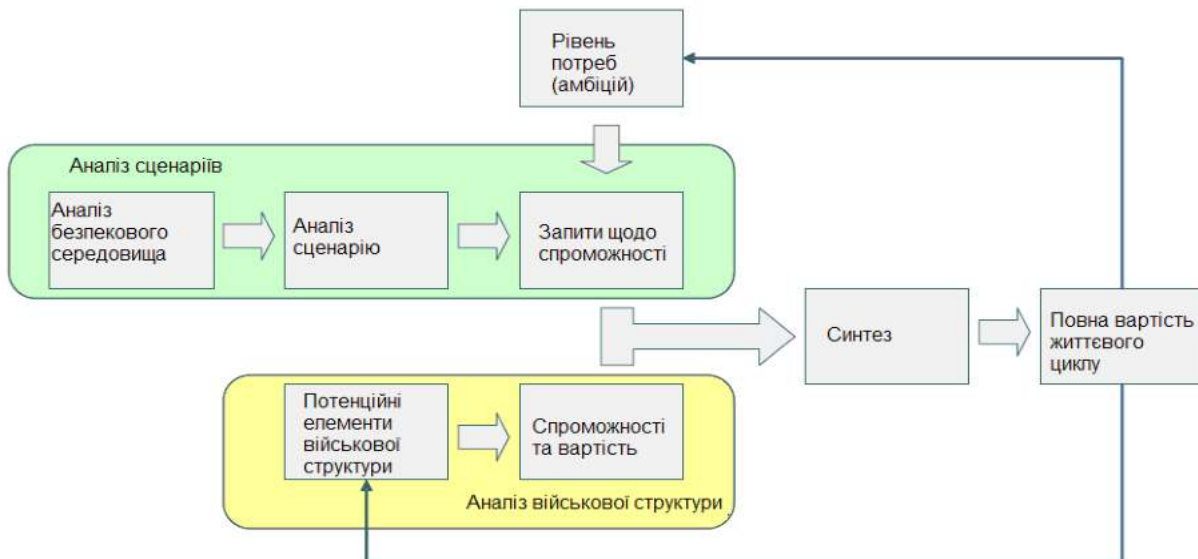 Рівень
потреб
(амбіцій)
Аналіз сценаріїв
Аналіз
безпекового
середовища
Аналіз
сценарію
Запити щодо
спроможності
Синтез
Повна вартість
життєвого
циклу
Потенційні
елементи
військової
структури
Спроможності
та вартість
Аналіз військової структури